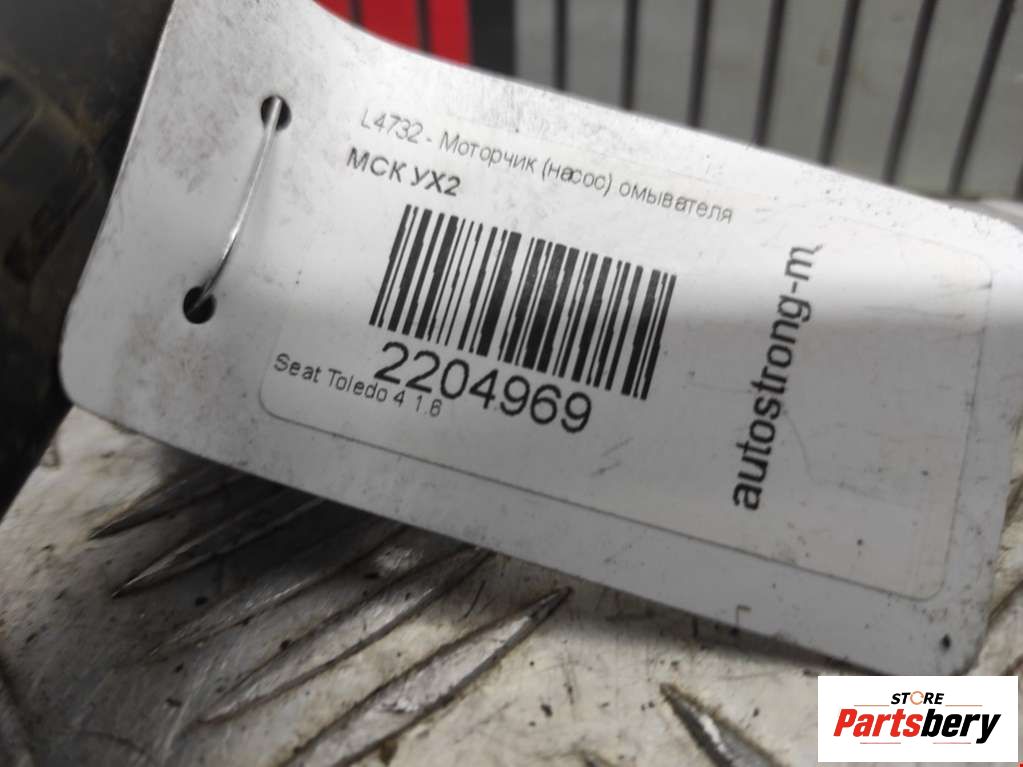 L4732 - Моторчик (насос) омывателя
МСК УХ2
2204969
Seat Toledo 4 1.6
autostrong-m
STORE
Partsbery